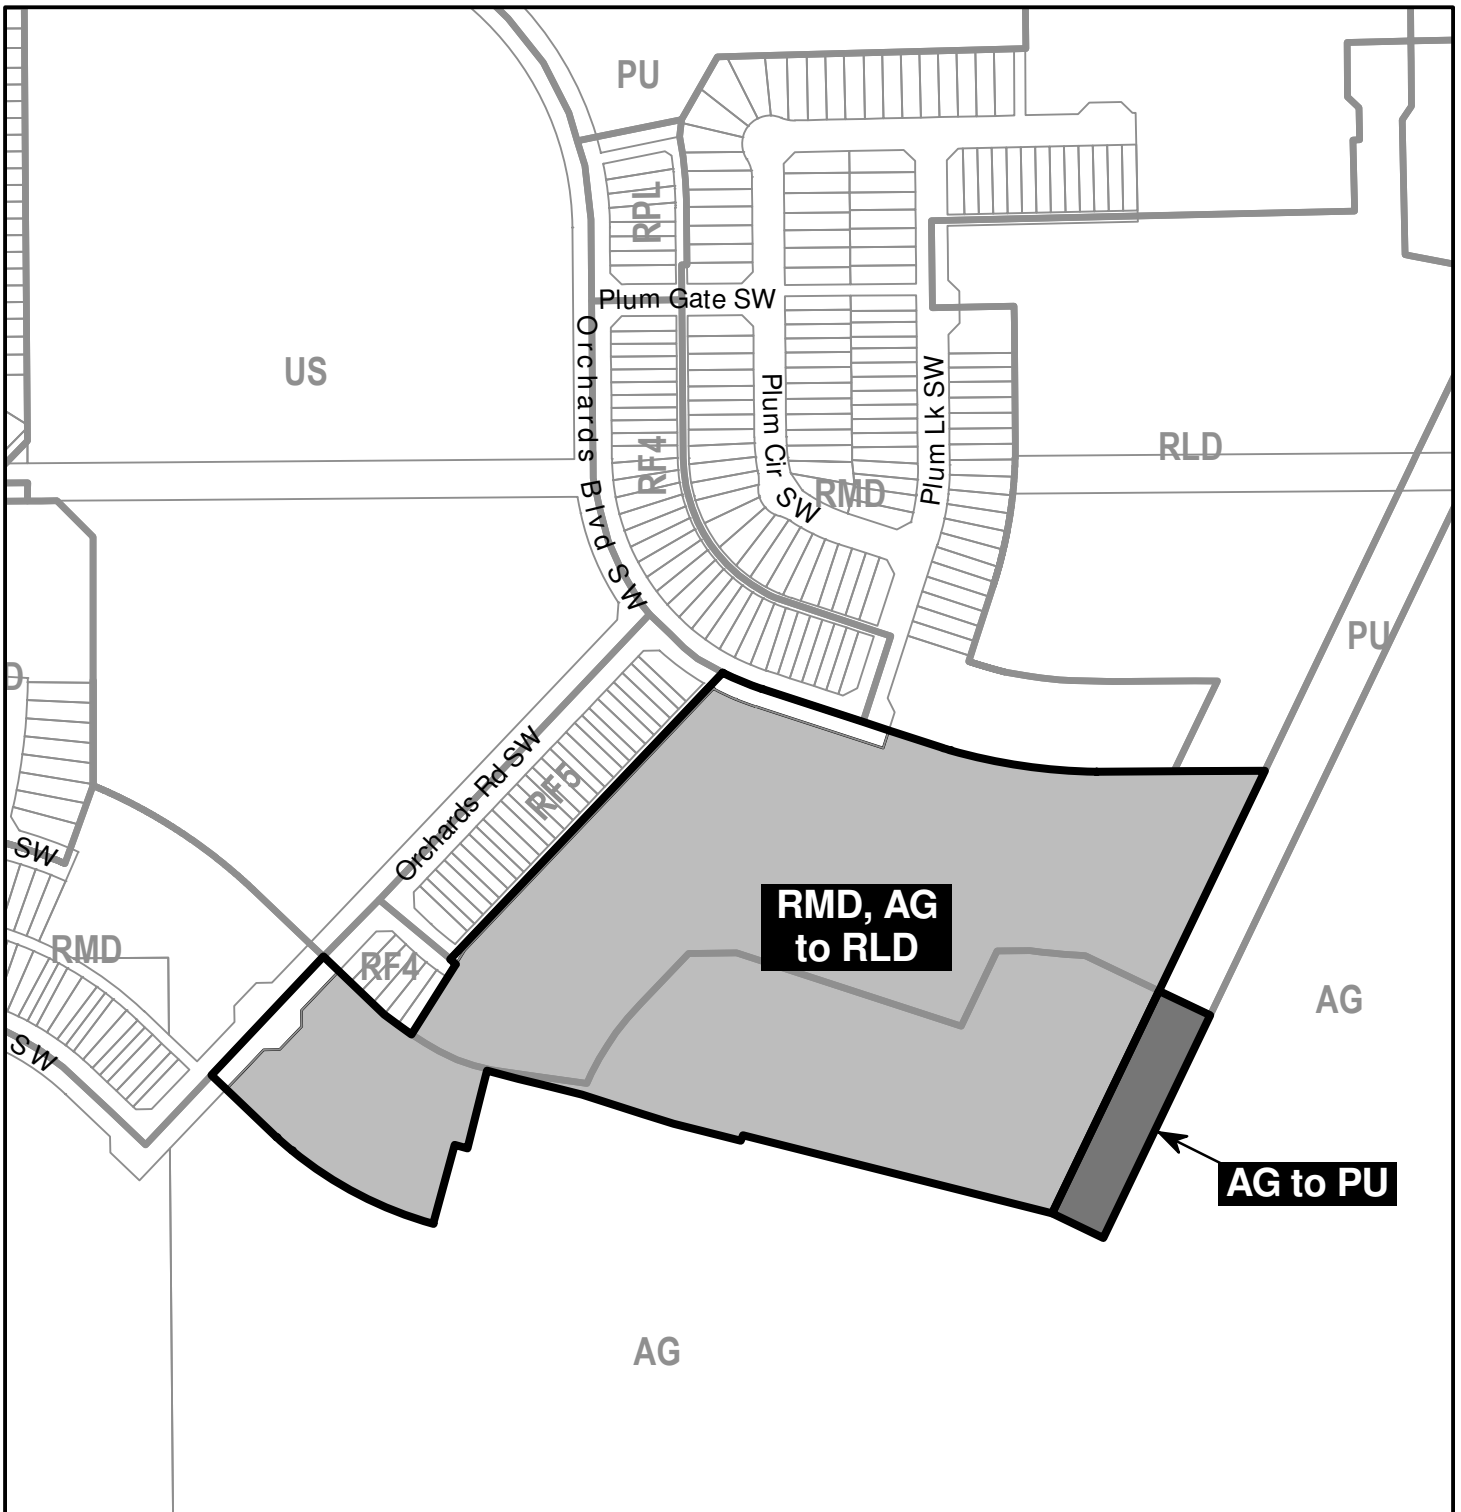 PU
RPL
Plum Gate SW
Orchards Blvd SW
US
RF4
Plum Cir SW
RMD
Plum Lk SW
RLD
PU
D
Orchards Rd SW
RF5
SW
RMD
RF4
RMD, AG
to RLD
AG
SW
AG to PU
AG